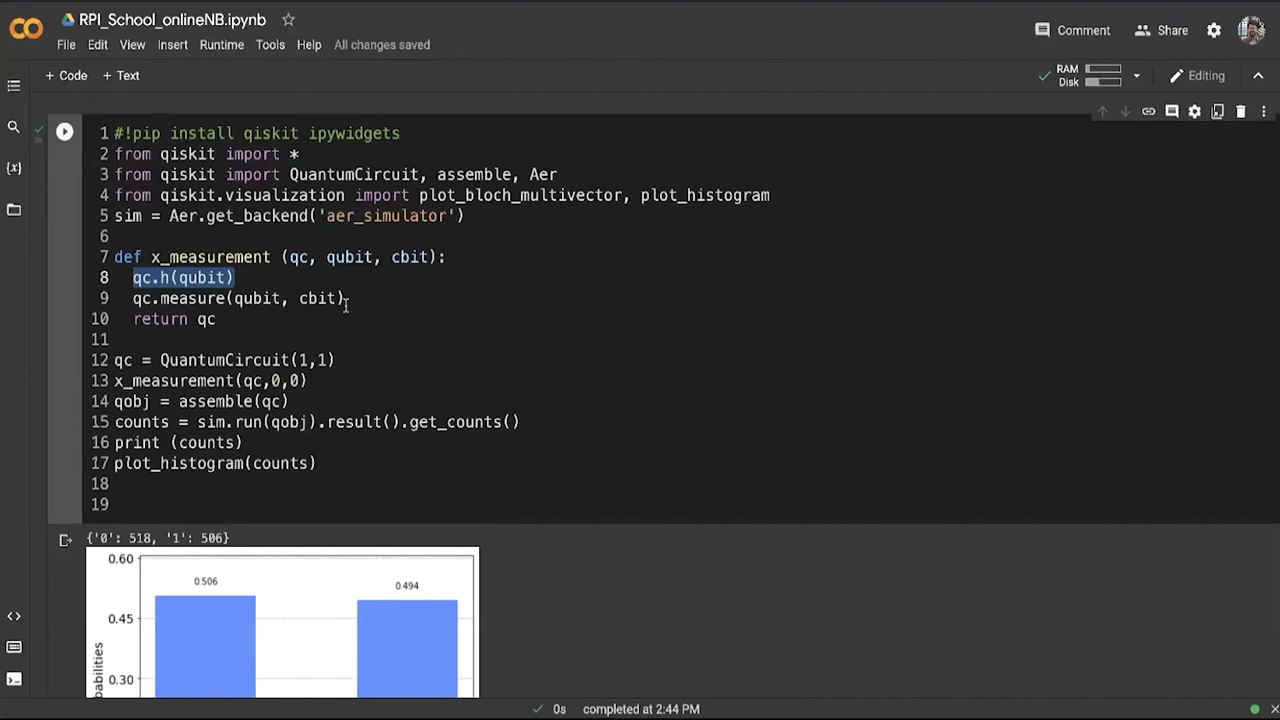 RPI_School_onlineNB.ipynb
Comment
Share
File Edit View Insert Runtime Tools Help All changes saved
+ Code + Text
RAM
Disk
Editing
1 #!pip install qiskit ipywidgets
2 from qiskit import *
3 from qiskit import QuantumCircuit, assemble, Aer
4 from qiskit.visualization import plot_bloch_multivector, plot_histogram
5 sim = Aer.get_backend('aer_simulator')
6
7 def x_measurement (qc, qubit, cbit):
8 qc.h(qubit)
9 qc.measure(qubit, cbit)
10 return qc
11
12 qc = QuantumCircuit(1,1)
13 x_measurement(qc,0,0)
14 qobj = assemble(qc)
15 counts = sim.run(qobj).result().get_counts()
16 print (counts)
17 plot_histogram(counts)
18
19
0s
{'0': 518, '1': 506}
0.60
0.506
0.494
0.45
0.30
abilities
0s completed at 2:44 PM